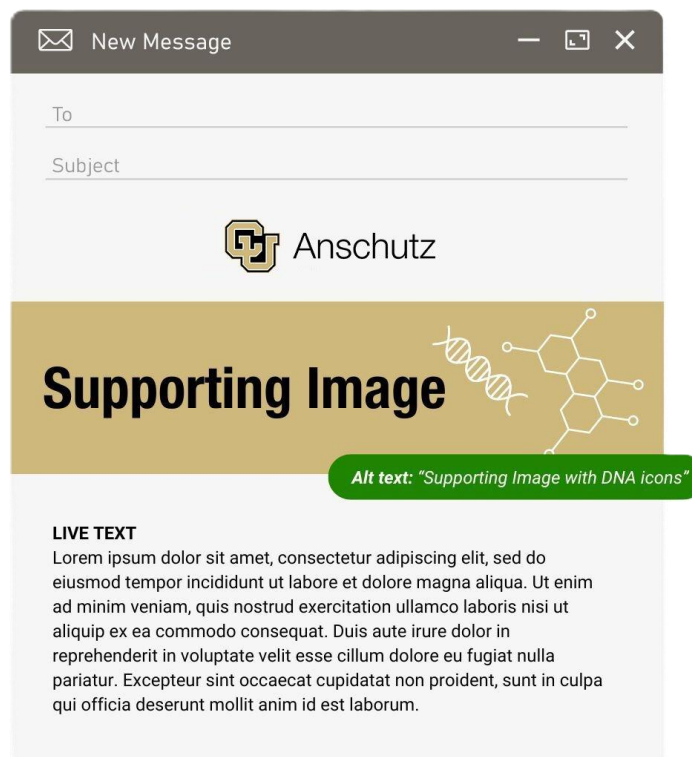 New Message
To
Subject
CU Anschutz
Supporting Image
Alt text: “Supporting Image with DNA icons”
LIVE TEXT
Lorem ipsum dolor sit amet, consectetur adipiscing elit, sed do
eiusmod tempor incididunt ut labore et dolore magna aliqua. Ut enim
ad minim veniam, quis nostrud exercitation ullamco laboris nisi ut
aliquip ex ea commodo consequat. Duis aute irure dolor in
reprehenderit in voluptate velit esse cillum dolore eu fugiat nulla
pariatur. Excepteur sint occaecat cupidatat non proident, sunt in culpa
qui officia deserunt mollit anim id est laborum.